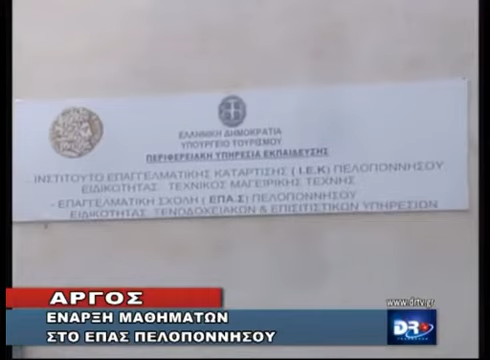 ΕΛΛΗΝΙΚΗ ΔΗΜΟΚΡΑΤΙΑ
ΥΠΟΥΡΓΕΙΟ ΤΟΥΡΙΣΜΟΥ
ΠΕΡΙΦΕΡΕΙΑΚΗ ΥΠΗΡΕΣΙΑ ΕΚΠΑΙΔΕΥΣΗΣ
- ΙΝΣΤΙΤΟΥΤΟ ΕΠΑΓΓΕΛΜΑΤΙΚΗΣ ΚΑΤΑΡΤΙΣΗΣ ( Ι.Ε.Κ) ΠΕΛΟΠΟΝΝΗΣΟΥ
ΕΙΔΙΚΟΤΗΤΑΣ ΤΕΧΝΙΚΟΣ ΜΑΓΕΙΡΙΚΗΣ ΤΕΧΝΗΣ
- ΕΠΑΓΓΕΛΜΑΤΙΚΗ ΣΧΟΛΗ ( ΕΠΑ.Σ) ΠΕΛΟΠΟΝΝΗΣΟΥ
ΕΙΔΙΚΟΤΗΤΑΣ ΞΕΝΟΔΟΧΕΙΑΚΩΝ & ΕΠΙΣΙΤΙΣΤΙΚΩΝ ΥΠΗΡΕΣΙΩΝ
ΑΡΓΟΣ
ΕΝΑΡΞΗ ΜΑΘΗΜΑΤΩΝ
ΣΤΟ ΕΠΑΣ ΠΕΛΟΠΟΝΝΗΣΟΥ
www.drtv.gr
DR